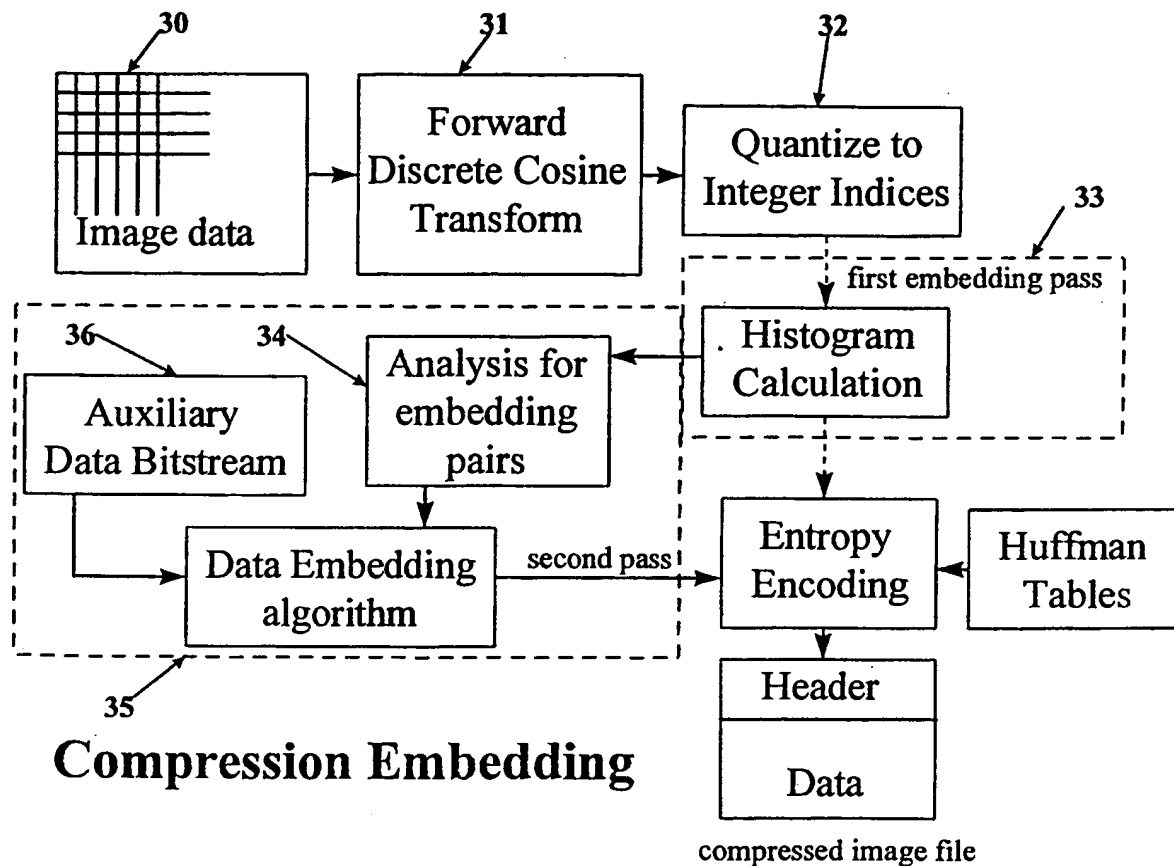 30
31
32
Image data
Forward
Discrete Cosine
Transform
Quantize to
Integer Indices
33
first embedding pass
36
34
Auxiliary
Data Bitstream
Analysis for
embedding
pairs
Histogram
Calculation
Data Embedding
algorithm
second pass
Entropy
Encoding
Huffman
Tables
35
Compression Embedding
Header
Data
compressed image file